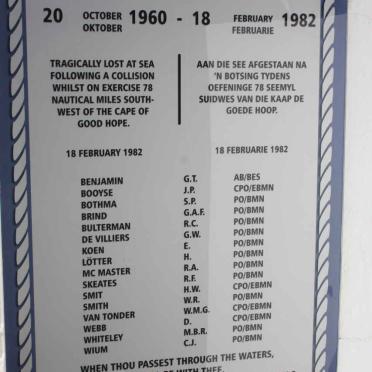 20 OCTOBER OKTOBER 1960 - 18 FEBRUARY FEBRUARIE 1982
TRAGICALLY LOST AT SEA
FOLLOWING A COLLISION
WHILST ON EXERCISE 78
NAUTICAL MILES SOUTH-
WEST OF THE CAPE OF
GOOD HOPE.
AAN DIE SEE AFGESTAAN NA
'N BOTSING TYDENS
OEFENINGE 78 SEEMYL
SUIDWES VAN DIE KAAP DE
GOEDE HOOP.
18 FEBRUARY 1982 18 FEBRUARIE 1982
BENJAMIN G.T. AB/BES
BOOYSE J.P. CPO/EBMN
BOTHMA S.P. PO/BMN
BRIND G.A.F. PO/BMN
BULTERMAN R.C. PO/BMN
DE VILLIERS G.W. PO/BMN
KOEN E. PO/BMN
LÖTTER H. PO/BMN
MC MASTER R.A. PO/BMN
SKEATES R.F. PO/BMN
SMIT H.W. CPO/EBMN
SMITH W.R. PO/BMN
VAN TONDER W.M.G. PO/BMN
WEBB D. CPO/EBMN
WHITELEY M.B.R. PO/BMN
WIUM C.J. PO/BMN
WHEN THOU PASSEST THROUGH THE WATERS,
BE WITH THEE